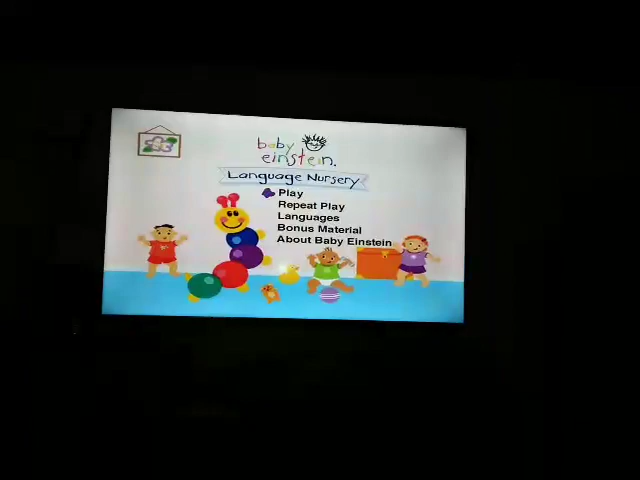 baby
einstein.
Language Nursery
Play
Repeat Play
Languages
Bonus Material
About Baby Einstein